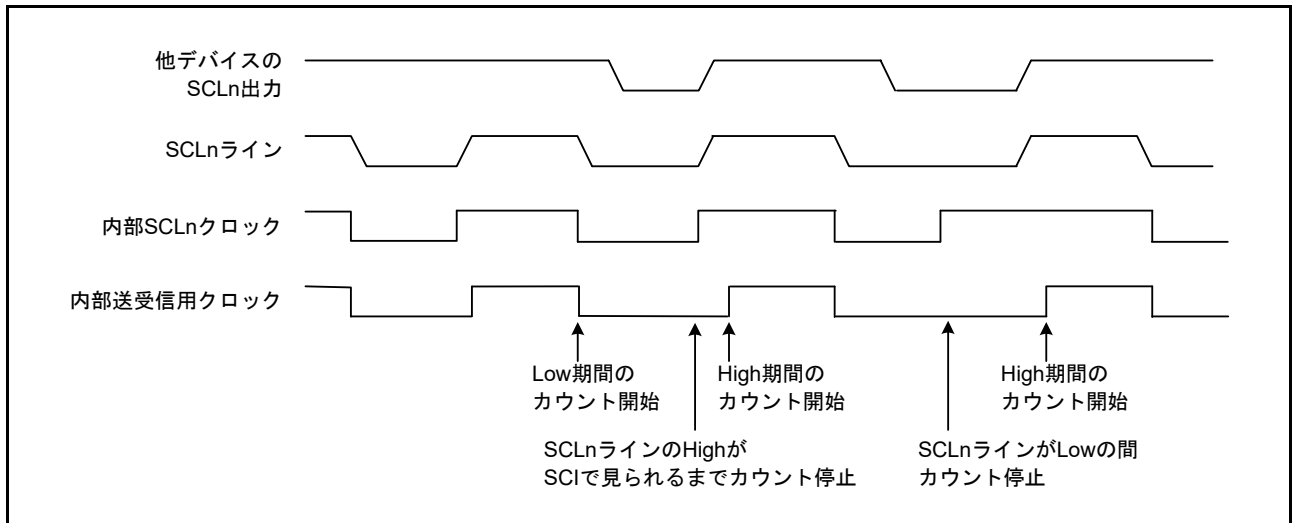 他デバイスの
SCLn出力
SCLnライン
内部SCLnクロック
内部送受信用クロック
Low期間の
カウント開始
High期間の
カウント開始
High期間の
カウント開始
SCLnラインのHighが
SCIで見られるまでカウント停止
SCLnラインがLowの間
カウント停止